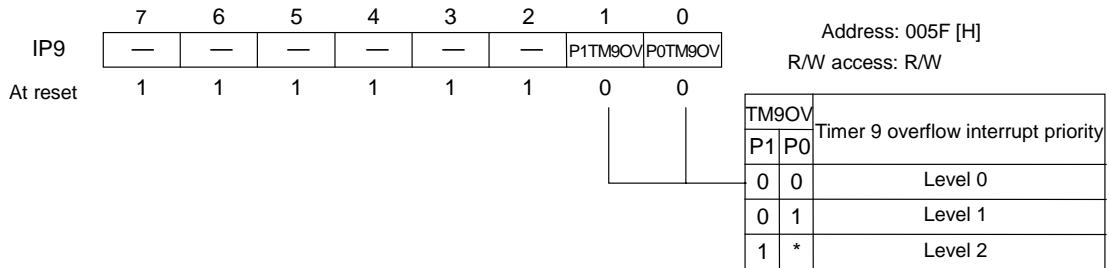 7 6 5 4 3 2 1 0
IP9 — — — — — — P1TM9OV P0TM9OV
At reset 1 1 1 1 1 1 0 0
Address: 005F [H]
R/W access: R/W
TM9OV Timer 9 overflow interrupt priority
P1 P0
0 0 Level 0
0 1 Level 1
1 * Level 2